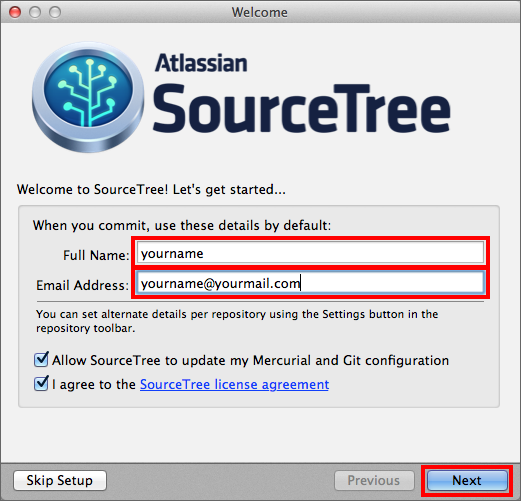 Welcome
Atlassian
SourceTree
Welcome to SourceTree! Let's get started...
When you commit, use these details by default:
Full Name: yourname
Email Address: yourname@yourmail.com
You can set alternate details per repository using the Settings button in the
repository toolbar.
Allow SourceTree to update my Mercurial and Git configuration
I agree to the SourceTree license agreement
Skip Setup Previous Next